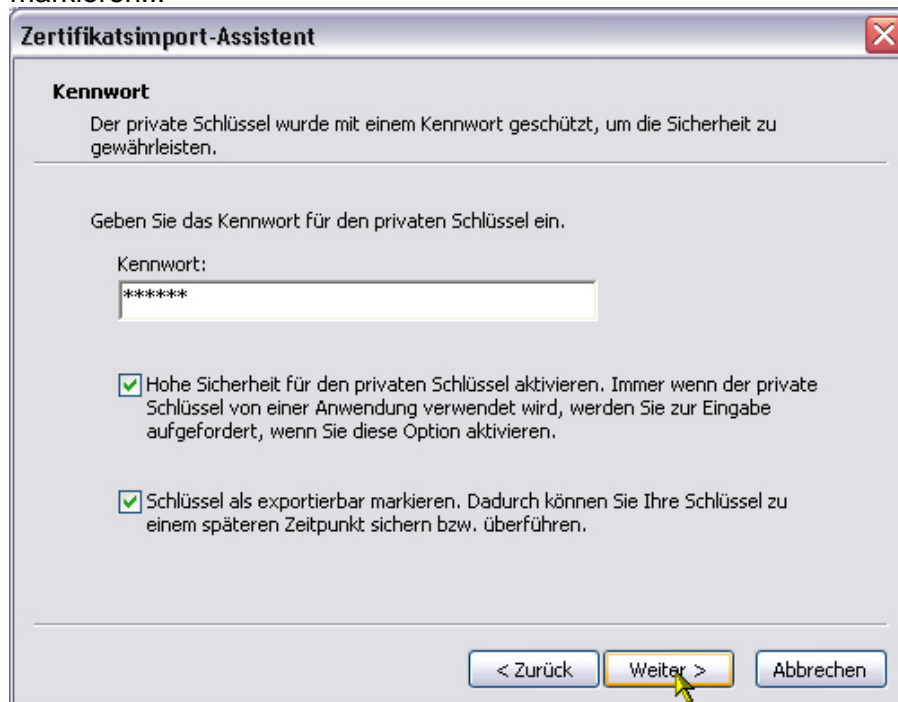 markieren...
Zertifikatsimport-Assistent
Kennwort
Der private Schlüssel wurde mit einem Kennwort geschützt, um die Sicherheit zu
gewährleisten.
Geben Sie das Kennwort für den privaten Schlüssel ein.
Kennwort:
******
Hohe Sicherheit für den privaten Schlüssel aktivieren. Immer wenn der private
Schlüssel von einer Anwendung verwendet wird, werden Sie zur Eingabe
aufgefordert, wenn Sie diese Option aktivieren.
Schlüssel als exportierbar markieren. Dadurch können Sie Ihre Schlüssel zu
einem späteren Zeitpunkt sichern bzw. überführen.
< Zurück Weiter > Abbrechen